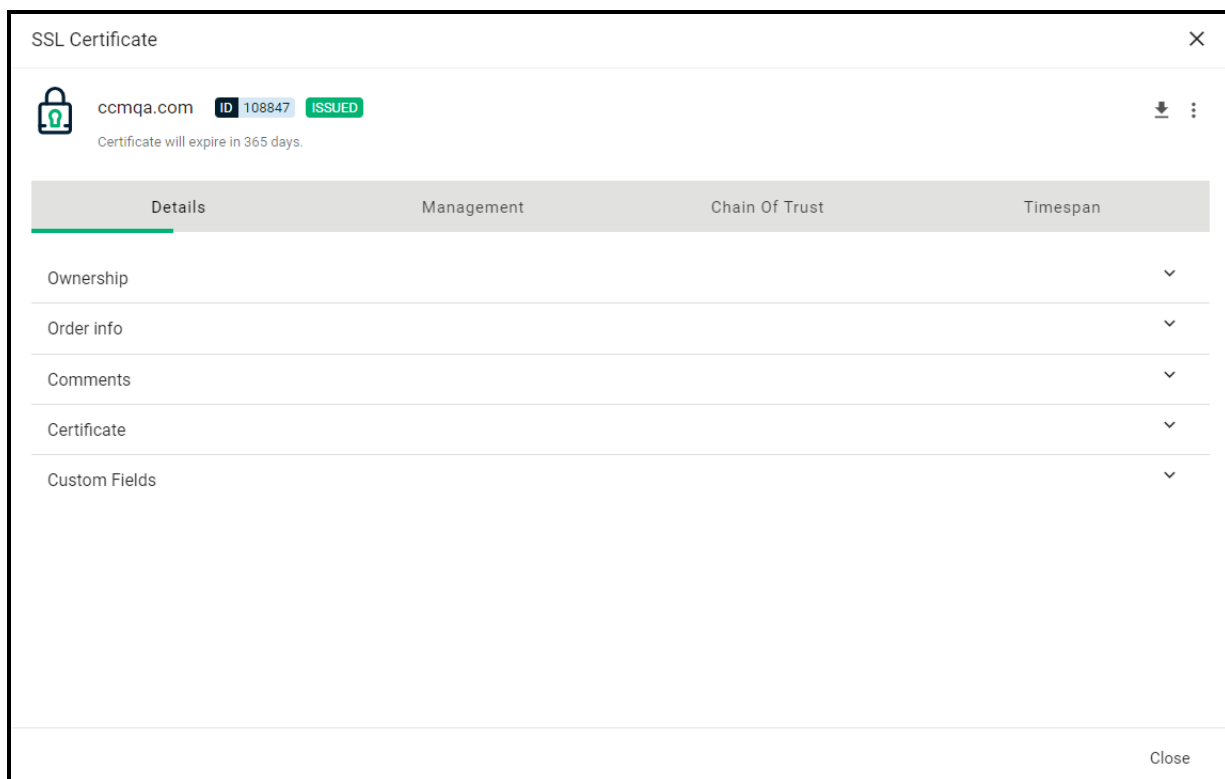 SSL Certificate
ccmqa.com ID 108847 ISSUED
Certificate will expire in 365 days.
Details Management Chain Of Trust Timespan
Ownership
Order info
Comments
Certificate
Custom Fields
Close